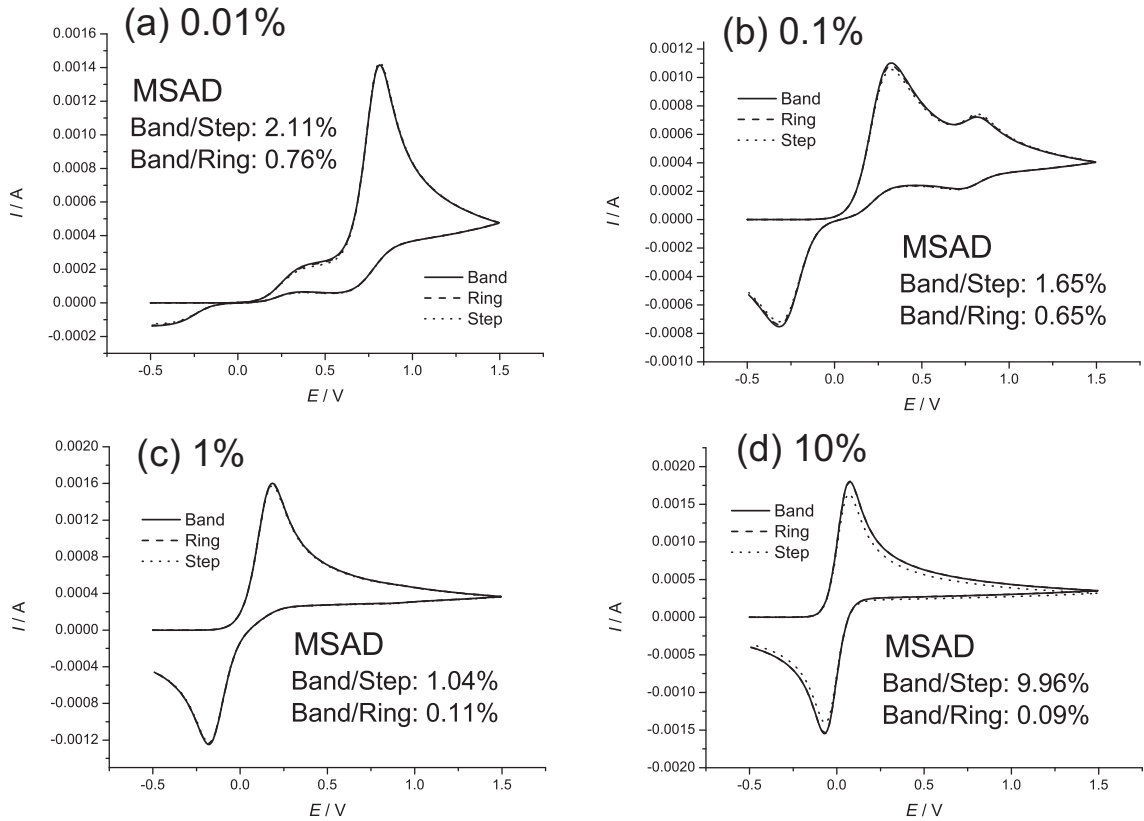 (a) 0.01%
MSAD
Band/Step: 2.11%
Band/Ring: 0.76%
Band
Ring
Step
0.0016
0.0014
0.0012
0.0010
0.0008
0.0006
0.0004
0.0002
0.0000
-0.0002
I / A
-0.5 0.0 0.5 1.0 1.5
E / V
(b) 0.1%
Band
Ring
Step
MSAD
Band/Step: 1.65%
Band/Ring: 0.65%
0.0012
0.0010
0.0008
0.0006
0.0004
0.0002
0.0000
-0.0002
-0.0004
-0.0006
-0.0008
-0.0010
I / A
-0.5 0.0 0.5 1.0 1.5
E / V
(c) 1%
Band
Ring
Step
MSAD
Band/Step: 1.04%
Band/Ring: 0.11%
0.0020
0.0016
0.0012
0.0008
0.0004
0.0000
-0.0004
-0.0008
-0.0012
I / A
-0.5 0.0 0.5 1.0 1.5
E / V
(d) 10%
Band
Ring
Step
MSAD
Band/Step: 9.96%
Band/Ring: 0.09%
0.0020
0.0015
0.0010
0.0005
0.0000
-0.0005
-0.0010
-0.0015
-0.0020
I / A
-0.5 0.0 0.5 1.0 1.5
E / V